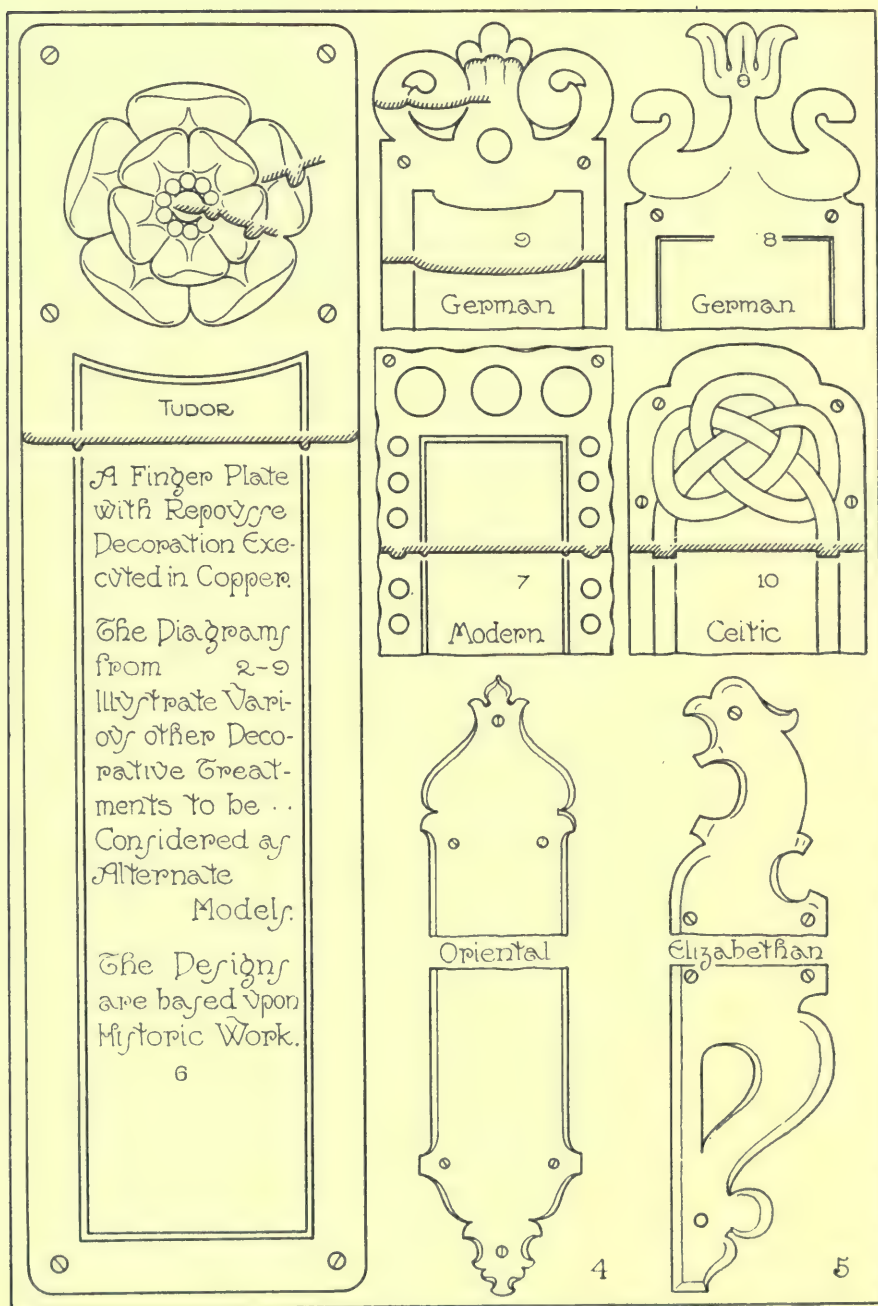 TUDOR
A Finger Plate
with Repousse
Decoration Exe-
cuted in Copper.
The Diagrams
from 2-9
Illustrate Vari-
ous other Deco-
rative Treat-
ments to be ··
Considered as
Alternate
Models.
The Designs
are based upon
Historic Work.
6
9
German
8
German
7
Modern
10
Celtic
Oriental
4
Elizabethan
5